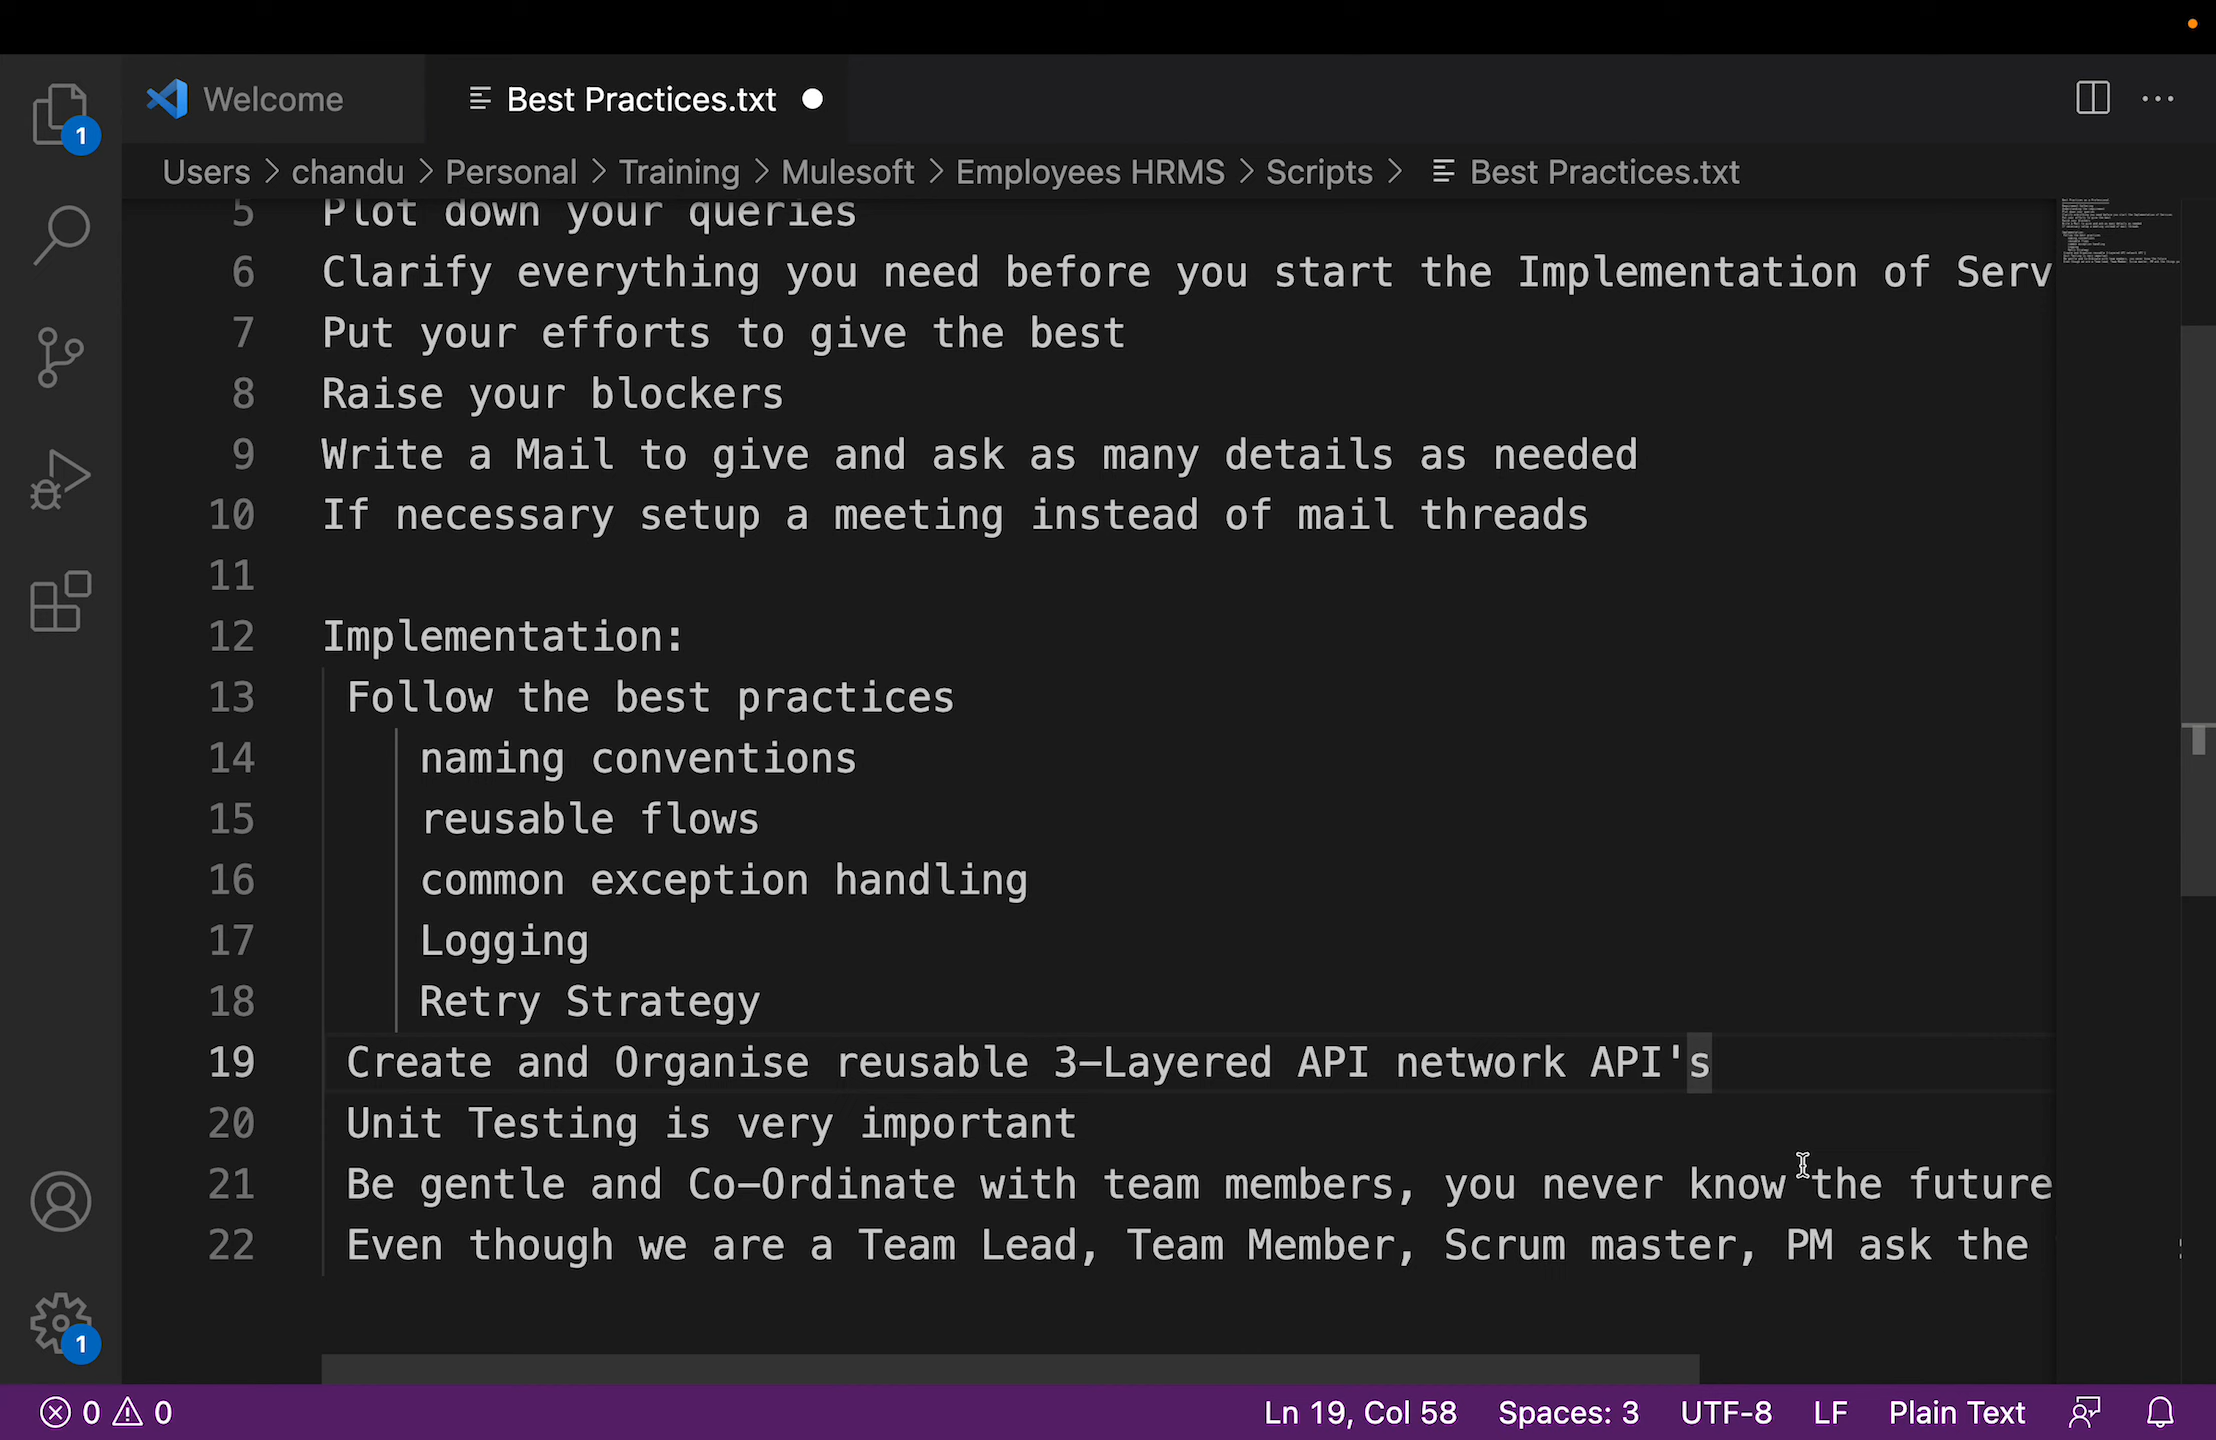 Welcome
Best Practices.txt
Users > chandu > Personal > Training > Mulesoft > Employees HRMS > Scripts > Best Practices.txt
5 Plot down your queries
6 Clarify everything you need before you start the Implementation of Serv
7 Put your efforts to give the best
8 Raise your blockers
9 Write a Mail to give and ask as many details as needed
10 If necessary setup a meeting instead of mail threads
11
12 Implementation:
13 Follow the best practices
14 naming conventions
15 reusable flows
16 common exception handling
17 Logging
18 Retry Strategy
19 Create and Organise reusable 3-Layered API network API's
20 Unit Testing is very important
21 Be gentle and Co-Ordinate with team members, you never know the future
22 Even though we are a Team Lead, Team Member, Scrum master, PM ask the
1
1
0 0 Ln 19, Col 58 Spaces: 3 UTF-8 LF Plain Text